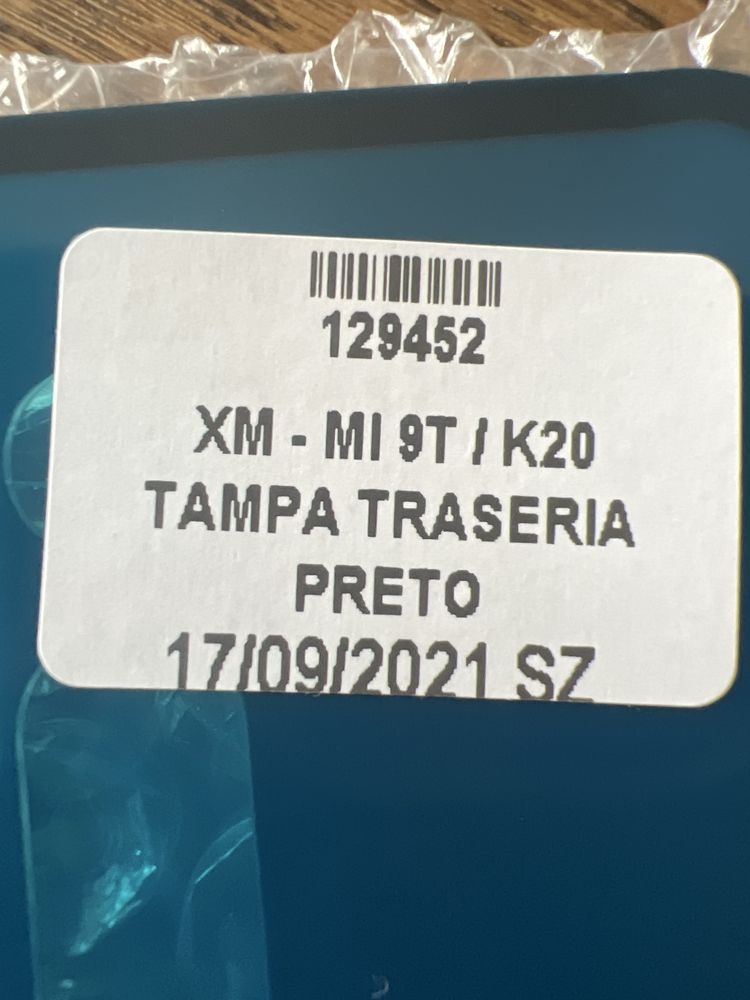 129452
XM - MI 9T / K20
TAMPA TRASERIA
PRETO
17/09/2021 SZ